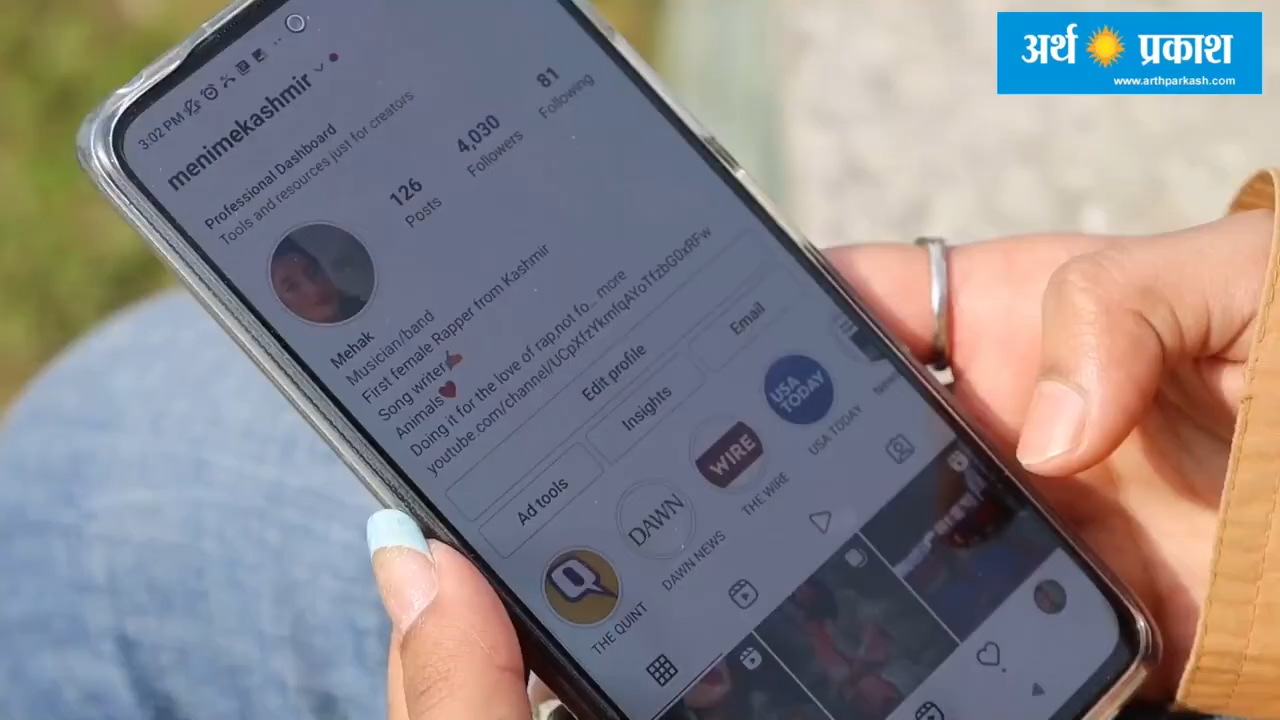 अर्थ प्रकाश
www.arthparkash.com
3:02 PM
menimekashmir
Professional Dashboard
Tools and resources just for creators
126
Posts
4,030
Followers
81
Following
Mehak
Musician/band
First female Rapper from Kashmir
Song writer
Animals
Doing it for the love of rap,not fo... more
youtube.com/channel/UCpXfzYkmfqAYoTfzbG0xRFw
Edit profile
Ad tools
Insights
Email
THE QUINT
DAWN
DAWN NEWS
WIRE
THE WIRE
USA
TODAY
USA TODAY